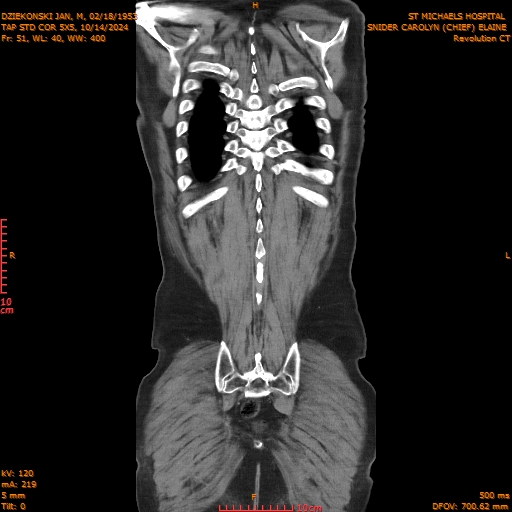 DZIEKONSKI JAN, M, 02/18/1953
TAP STD COR 5X5, 10/14/2024
Fr: 51, WL: 40, WW: 400
H
ST MICHAELS HOSPITAL
SNIDER CAROLYN (CHIEF) ELAINE
Revolution CT
R
L
10
cm
kV: 120
mA: 219
5 mm
Tilt: 0
F
10cm
500 ms
DFOV: 700.62 mm